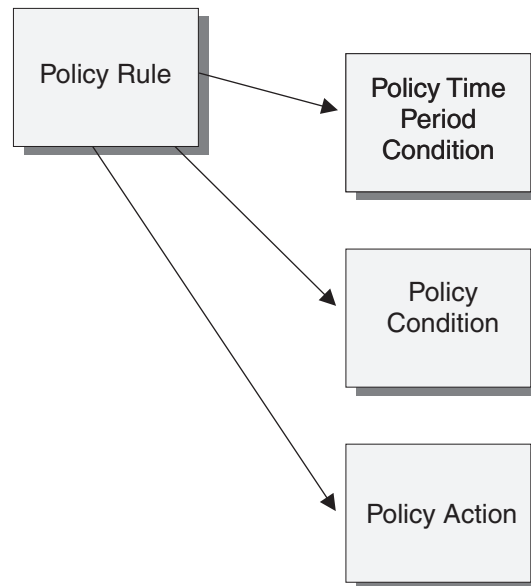 Policy Rule
Policy Time
Period
Condition
Policy
Condition
Policy Action